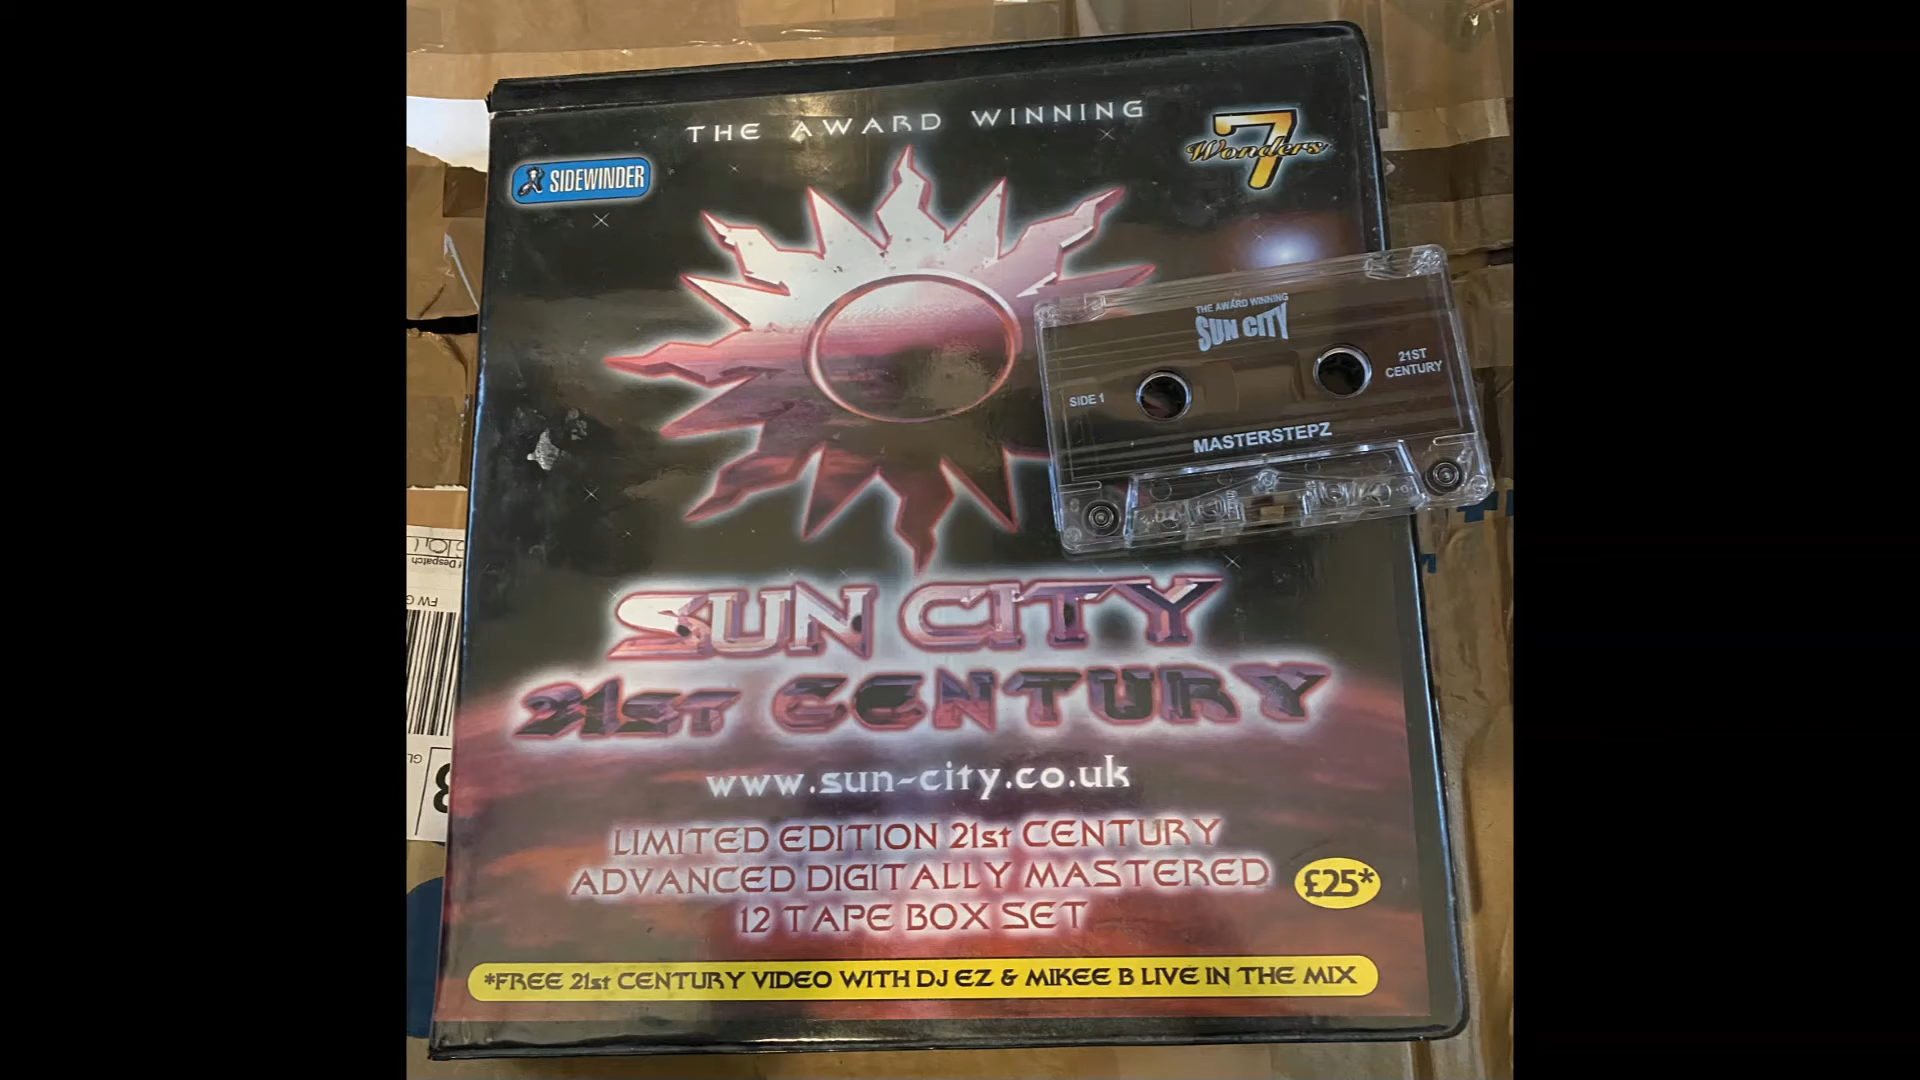 THE AWARD WINNING
SIDEWINDER
7
Wonders
THE AWARD WINNING
SUN CITY
21ST
CENTURY
SIDE 1
MASTERSTEPZ
SUN CITY
21ST CENTURY
www.sun-city.co.uk
LIMITED EDITION 21st CENTURY
ADVANCED DIGITALLY MASTERED
12 TAPE BOX SET
£25*
*FREE 21st CENTURY VIDEO WITH DJ EZ & MIKEE B LIVE IN THE MIX
f Despatch
FW G